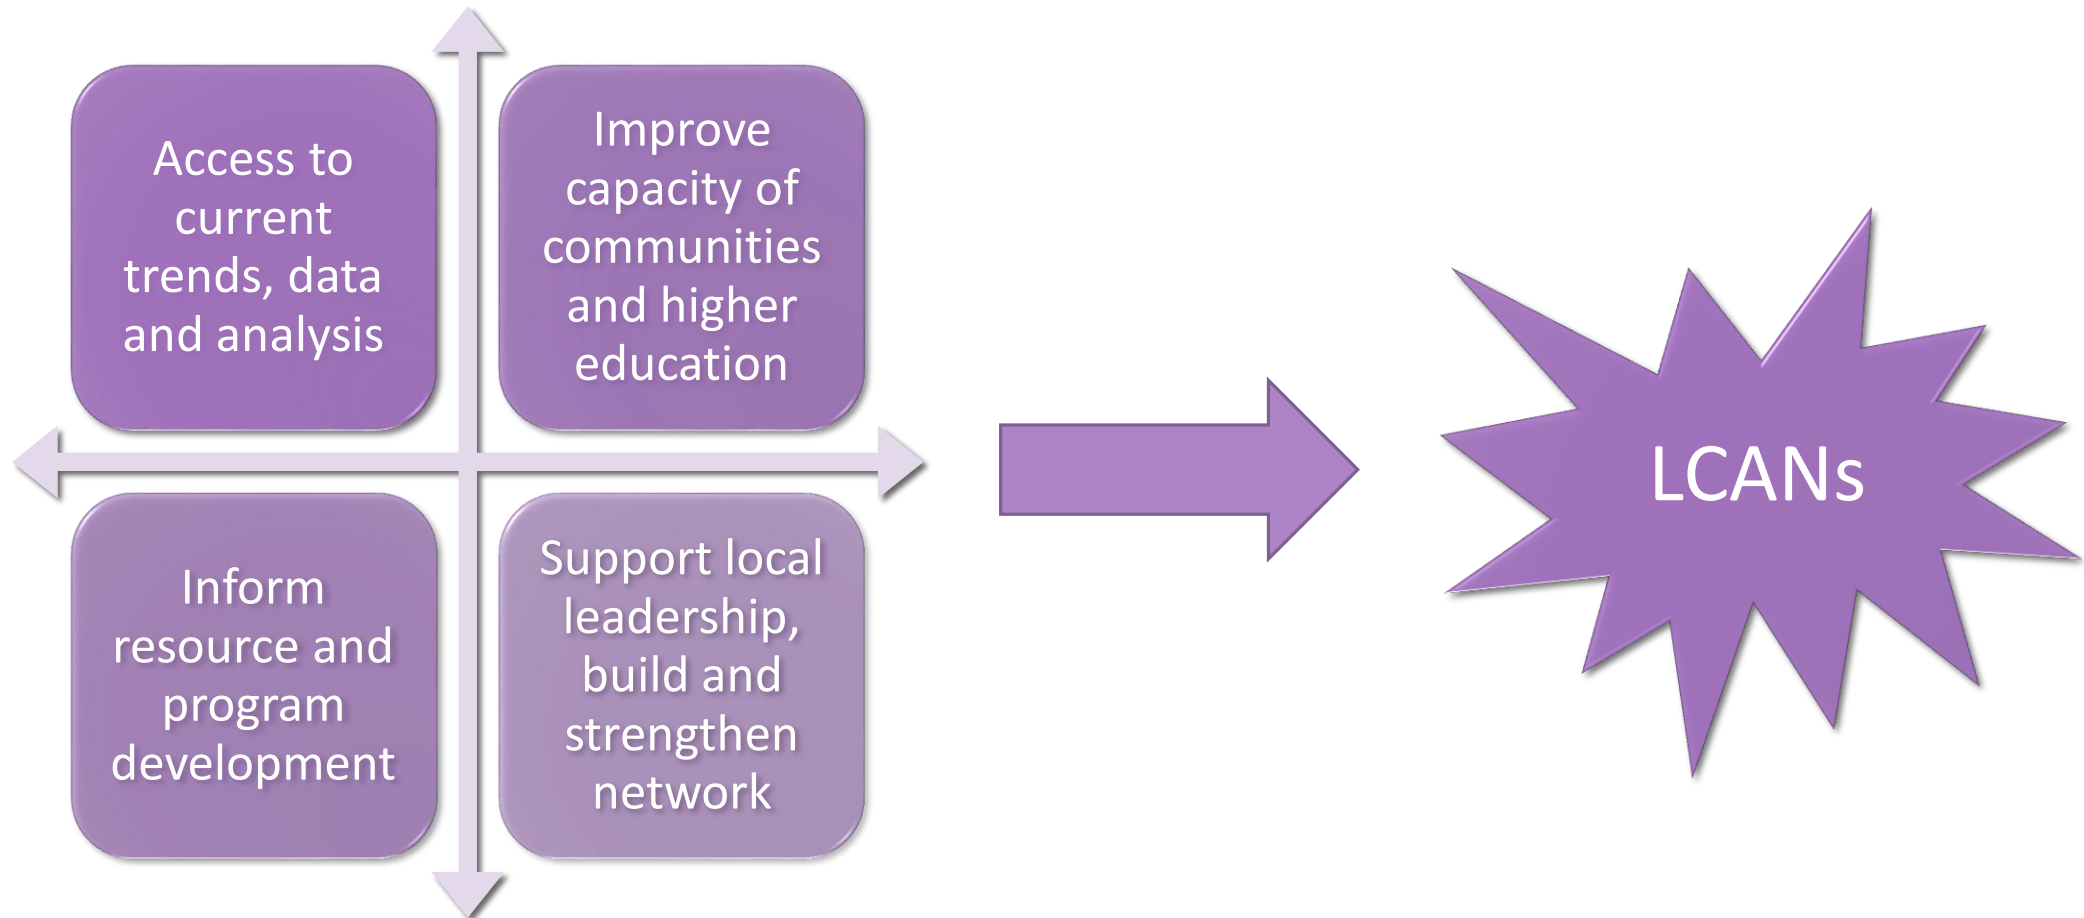 Access to
current
trends, data
and analysis
Improve
capacity of
communities
and higher
education
Inform
resource and
program
development
Support local
leadership,
build and
strengthen
network
LCANs